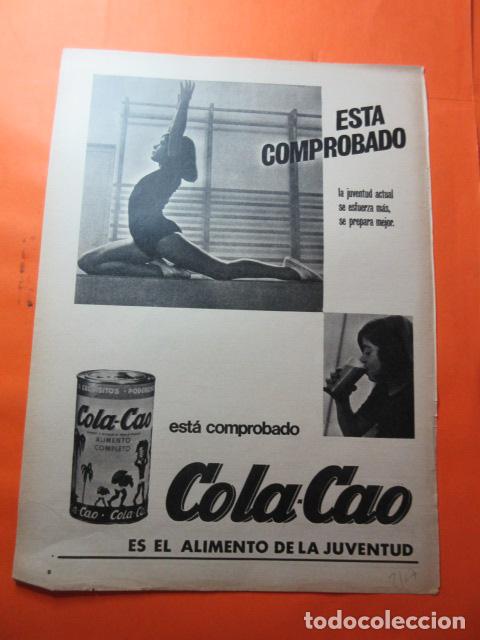 ESTA
COMPROBADO
la juventud actual
se esfuerza más,
se prepara mejor.
Cola-Cao
ALIMENTO
COMPLETO
Cao · Cola-C
está comprobado
Cola-Cao
ES EL ALIMENTO DE LA JUVENTUD
todocoleccion